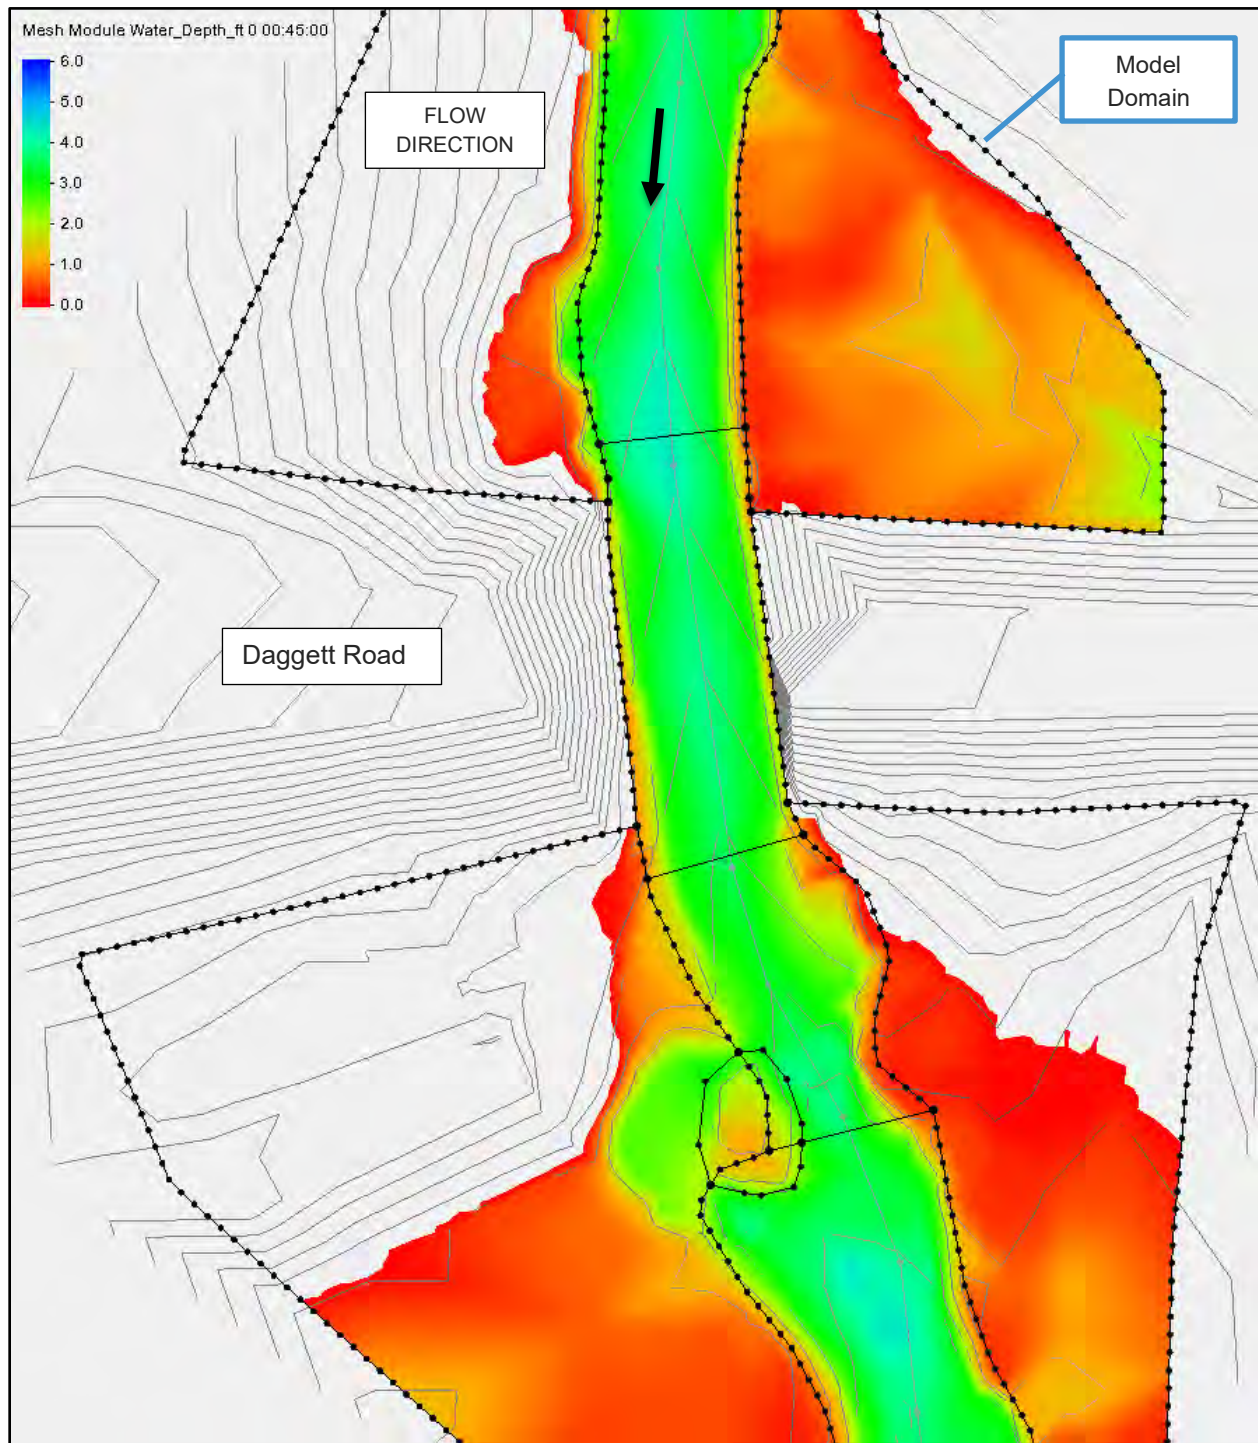 Mesh Module Water_Depth_ft 0 00:45:00
6.0
5.0
4.0
3.0
2.0
1.0
0.0
FLOW
DIRECTION
Model
Domain
Daggett Road